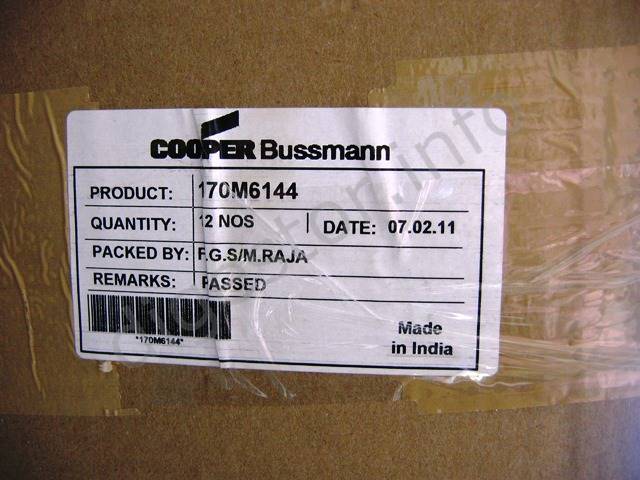 COOPER Bussmann
PRODUCT: 170M6144
QUANTITY: 12 NOS DATE: 07.02.11
PACKED BY: F.G.S/M.RAJA
REMARKS: PASSED
*170M6144*
Made
in India